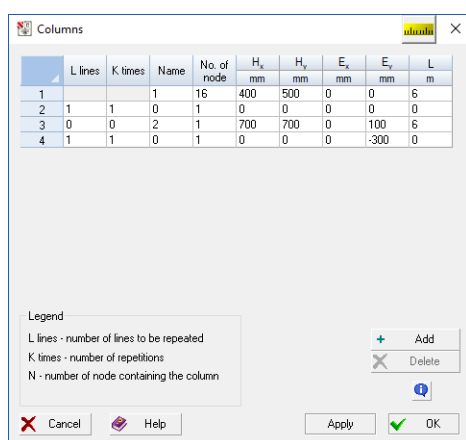 Columns
L lines K times Name No. of node Hx Hy Ex Ey L
mm mm mm mm m
1 1 16 400 500 0 0 6
2 1 1 0 1 0 0 0 0 0
3 0 0 2 1 700 700 0 100 6
4 1 1 0 1 0 0 0 -300 0
Legend
L lines - number of lines to be repeated
K times - number of repetitions
N - number of node containing the column
Add
Delete
Cancel Help Apply OK